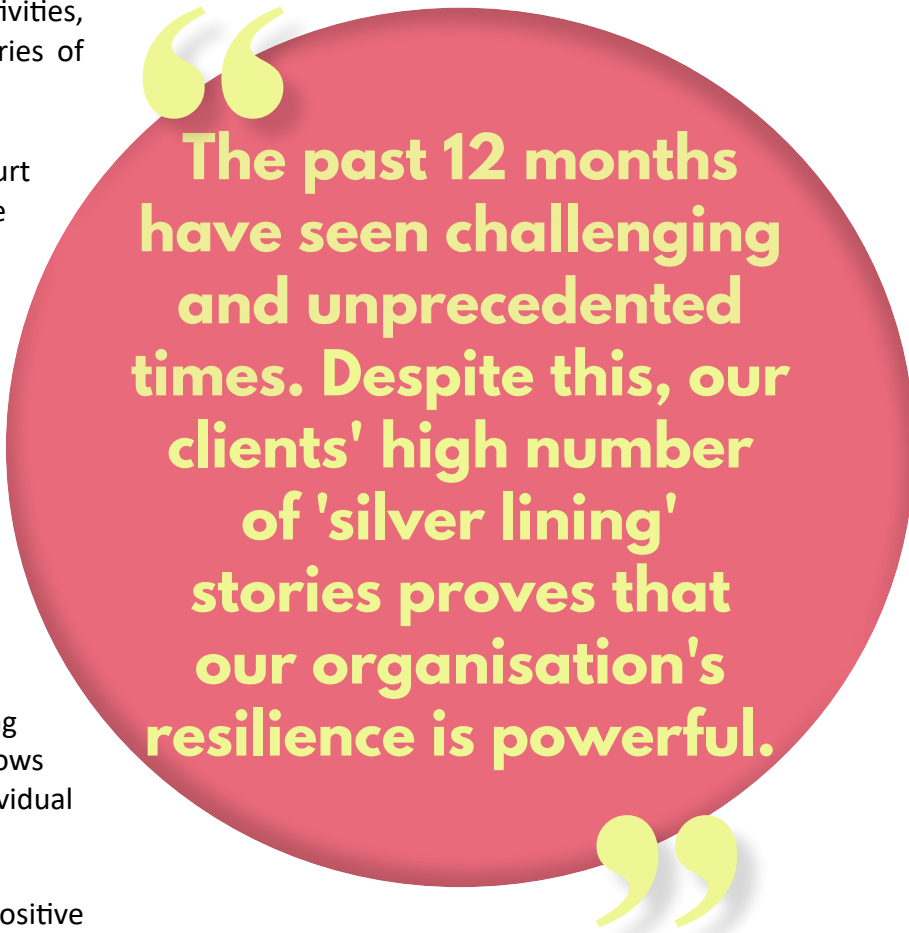 tivities,
ries of
urt
e
“
The past 12 months
have seen challenging
and unprecedented
times. Despite this, our
clients' high number
of 'silver lining'
stories proves that
our organisation's
resilience is powerful.
g
ows
vidual
”
ositive